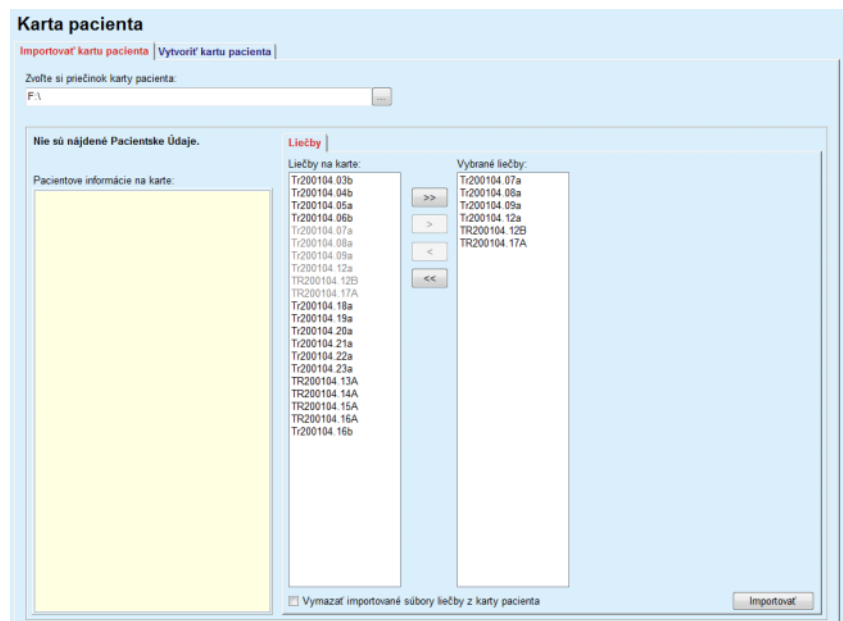 Karta pacienta
Importovať kartu pacienta Vytvoriť kartu pacienta
Zvoľte si priečinok karty pacienta:
F:\ ...
Nie sú nájdené Pacientske Údaje.
Pacientove informácie na karte:
Liečby
Liečby na karte:
Tr200104.03b
Tr200104.04b
Tr200104.05a
Tr200104.06b
Tr200104.07a
Tr200104.08a
Tr200104.09a
Tr200104.12a
TR200104.12B
TR200104.17A
Tr200104.18a
Tr200104.19a
Tr200104.20a
Tr200104.21a
Tr200104.22a
Tr200104.23a
TR200104.13A
TR200104.14A
TR200104.15A
TR200104.16A
Tr200104.16b
>>
>
<
<<
Vybrané liečby:
Tr200104.07a
Tr200104.08a
Tr200104.09a
Tr200104.12a
TR200104.12B
TR200104.17A
Vymazať importované súbory liečby z karty pacienta
Importovať